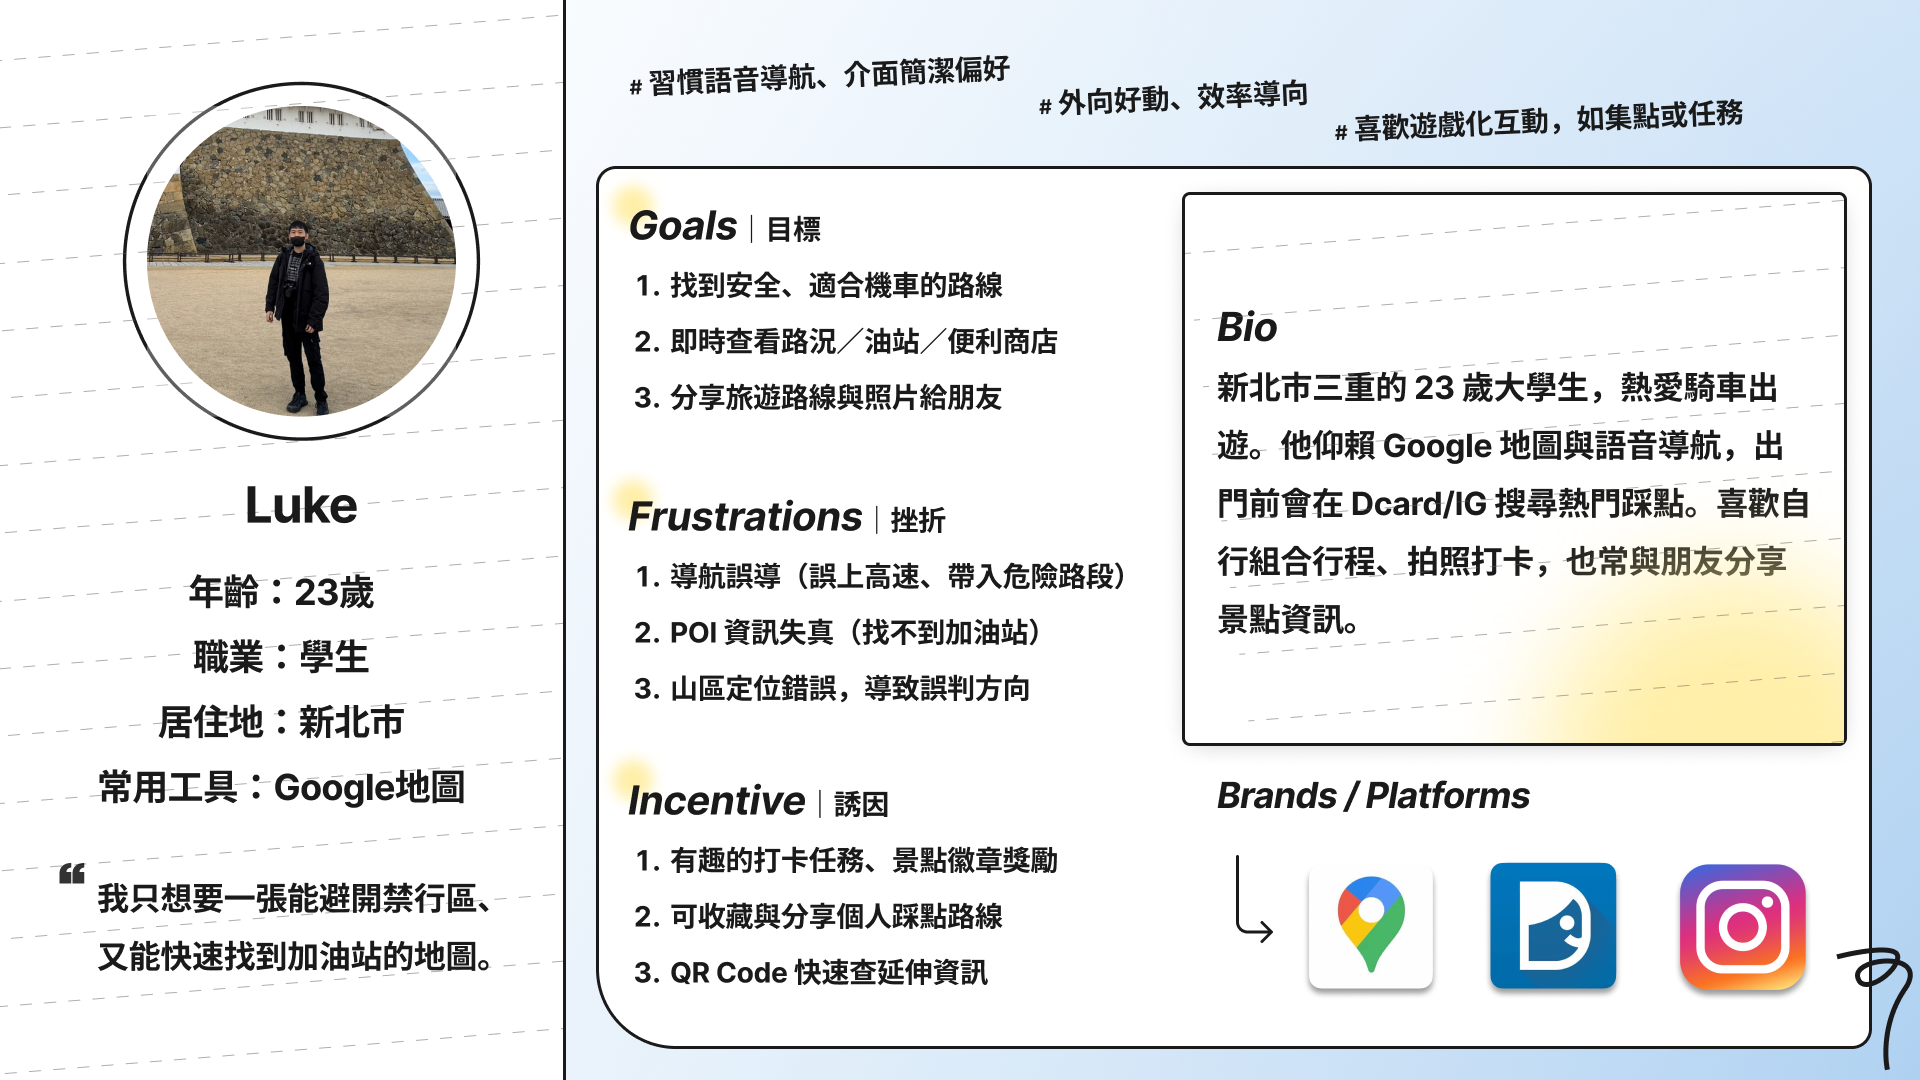 # 習慣語音導航、介面簡潔偏好
# 外向好動、效率導向
# 喜歡遊戲化互動，如集點或任務
Luke
年齡：23歲
職業：學生
居住地：新北市
常用工具：Google地圖
❝ 我只想要一張能避開禁行區、
又能快速找到加油站的地圖。
Goals｜目標
1. 找到安全、適合機車的路線
2. 即時查看路況／油站／便利商店
3. 分享旅遊路線與照片給朋友
Frustrations｜挫折
1. 導航誤導（誤上高速、帶入危險路段）
2. POI 資訊失真（找不到加油站）
3. 山區定位錯誤，導致誤判方向
Incentive｜誘因
1. 有趣的打卡任務、景點徽章獎勵
2. 可收藏與分享個人踩點路線
3. QR Code 快速查延伸資訊
Bio
新北市三重的 23 歲大學生，熱愛騎車出
遊。他仰賴 Google 地圖與語音導航，出
門前會在 Dcard/IG 搜尋熱門踩點。喜歡自
行組合行程、拍照打卡，也常與朋友分享
景點資訊。
Brands / Platforms